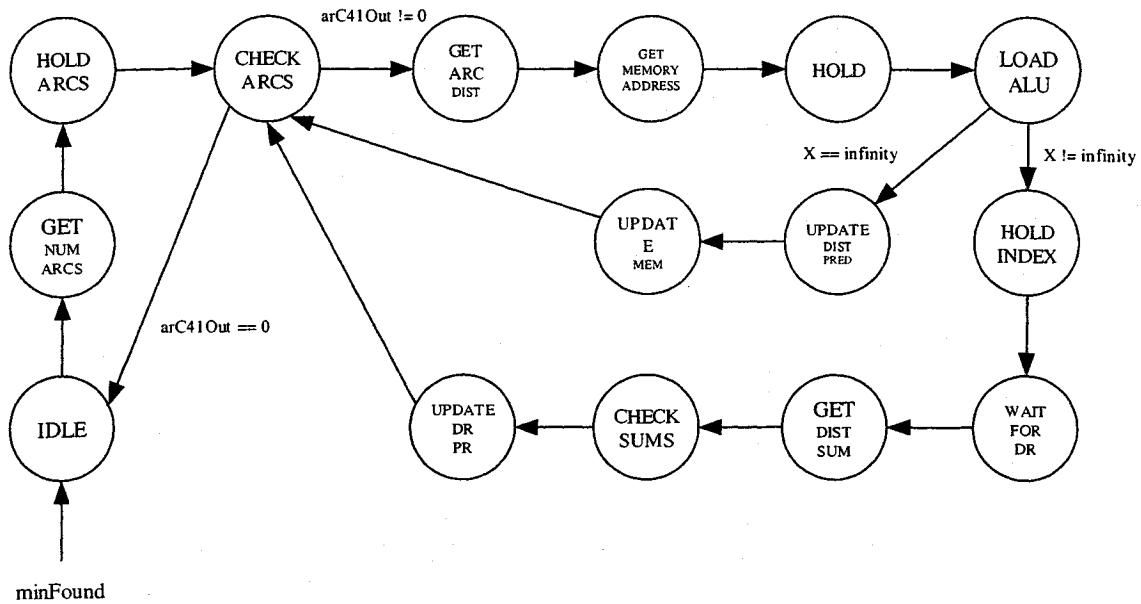 arC41Out != 0
HOLD
ARCS
CHECK
ARCS
GET
ARC
DIST
GET
MEMORY
ADDRESS
HOLD
LOAD
ALU
X == infinity
X != infinity
GET
NUM
ARCS
UPDAT
E
MEM
UPDATE
DIST
PRED
HOLD
INDEX
arC41Out == 0
IDLE
UPDATE
DR
PR
CHECK
SUMS
GET
DIST
SUM
WAIT
FOR
DR
minFound